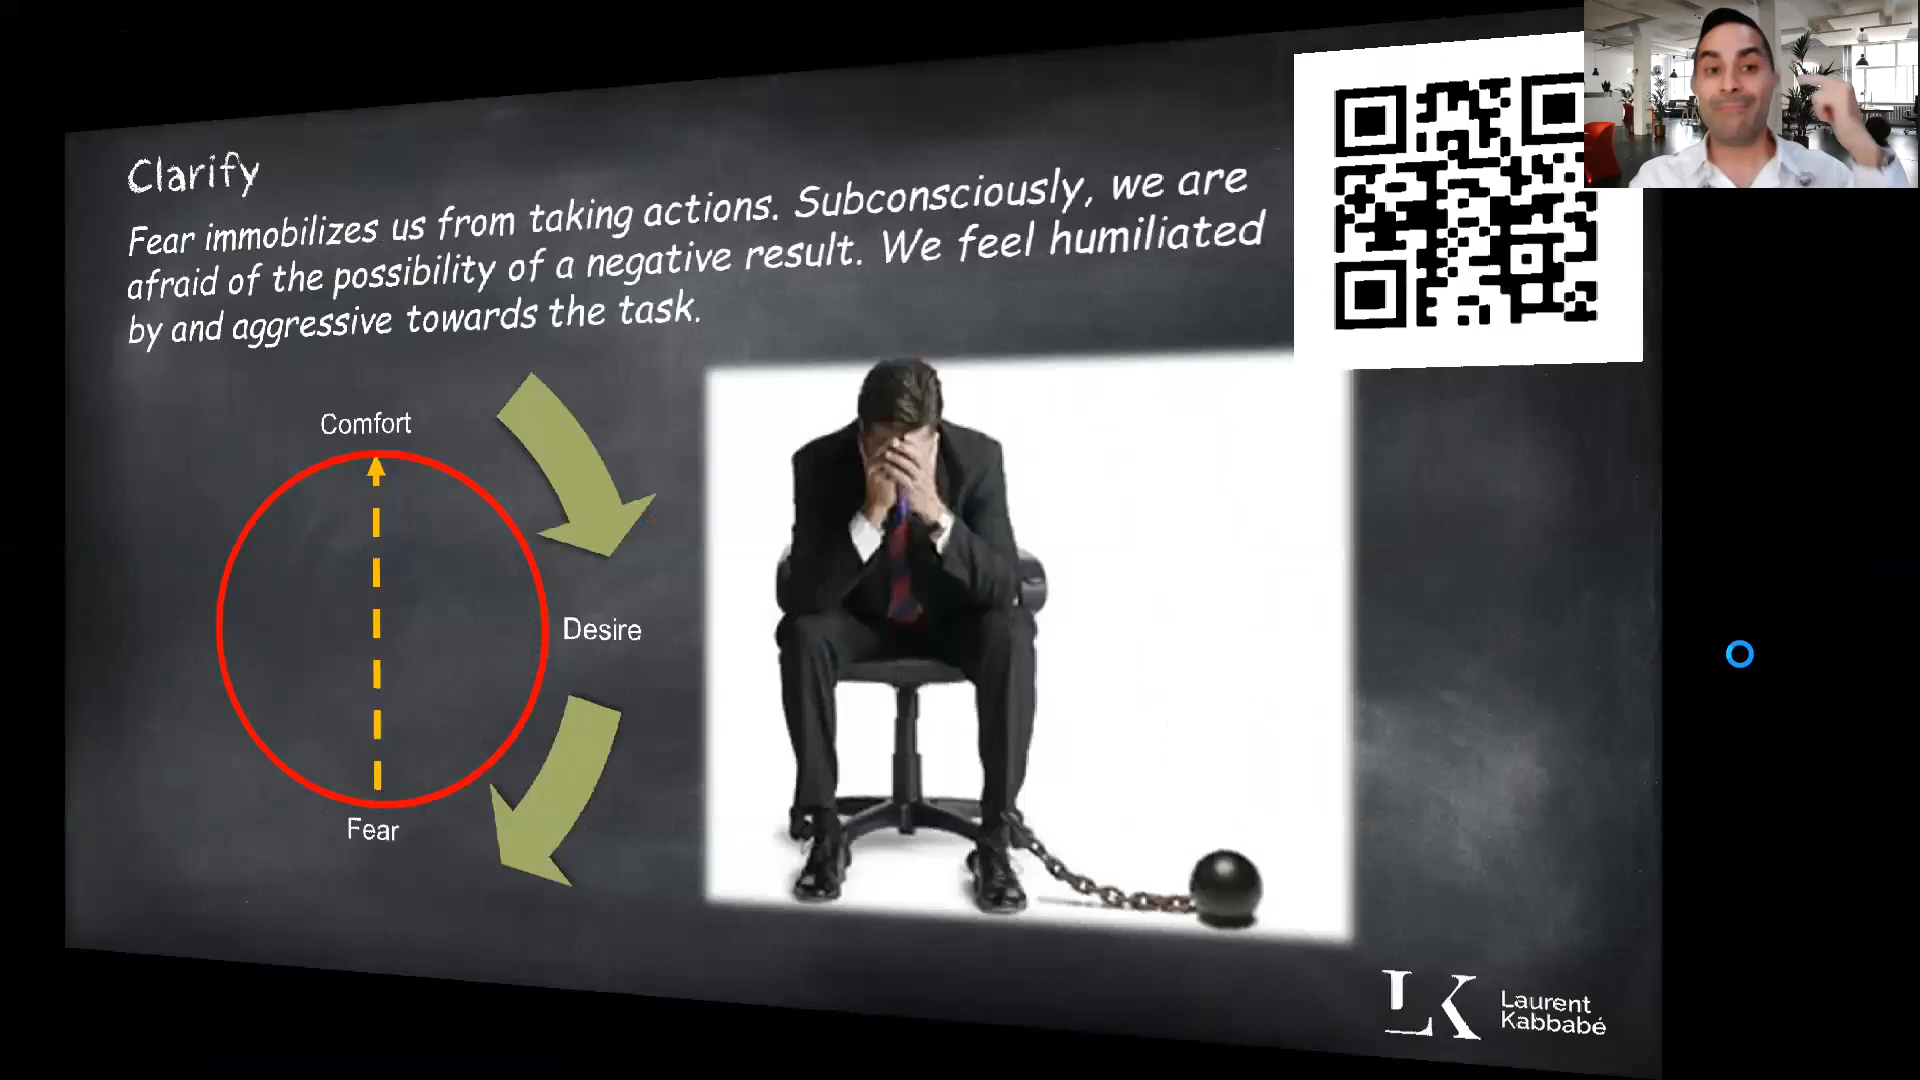 Clarify
Fear immobilizes us from taking actions. Subconsciously, we are
afraid of the possibility of a negative result. We feel humiliated
by and aggressive towards the task.
Comfort
Desire
Fear
LK
Laurent
Kabbabé